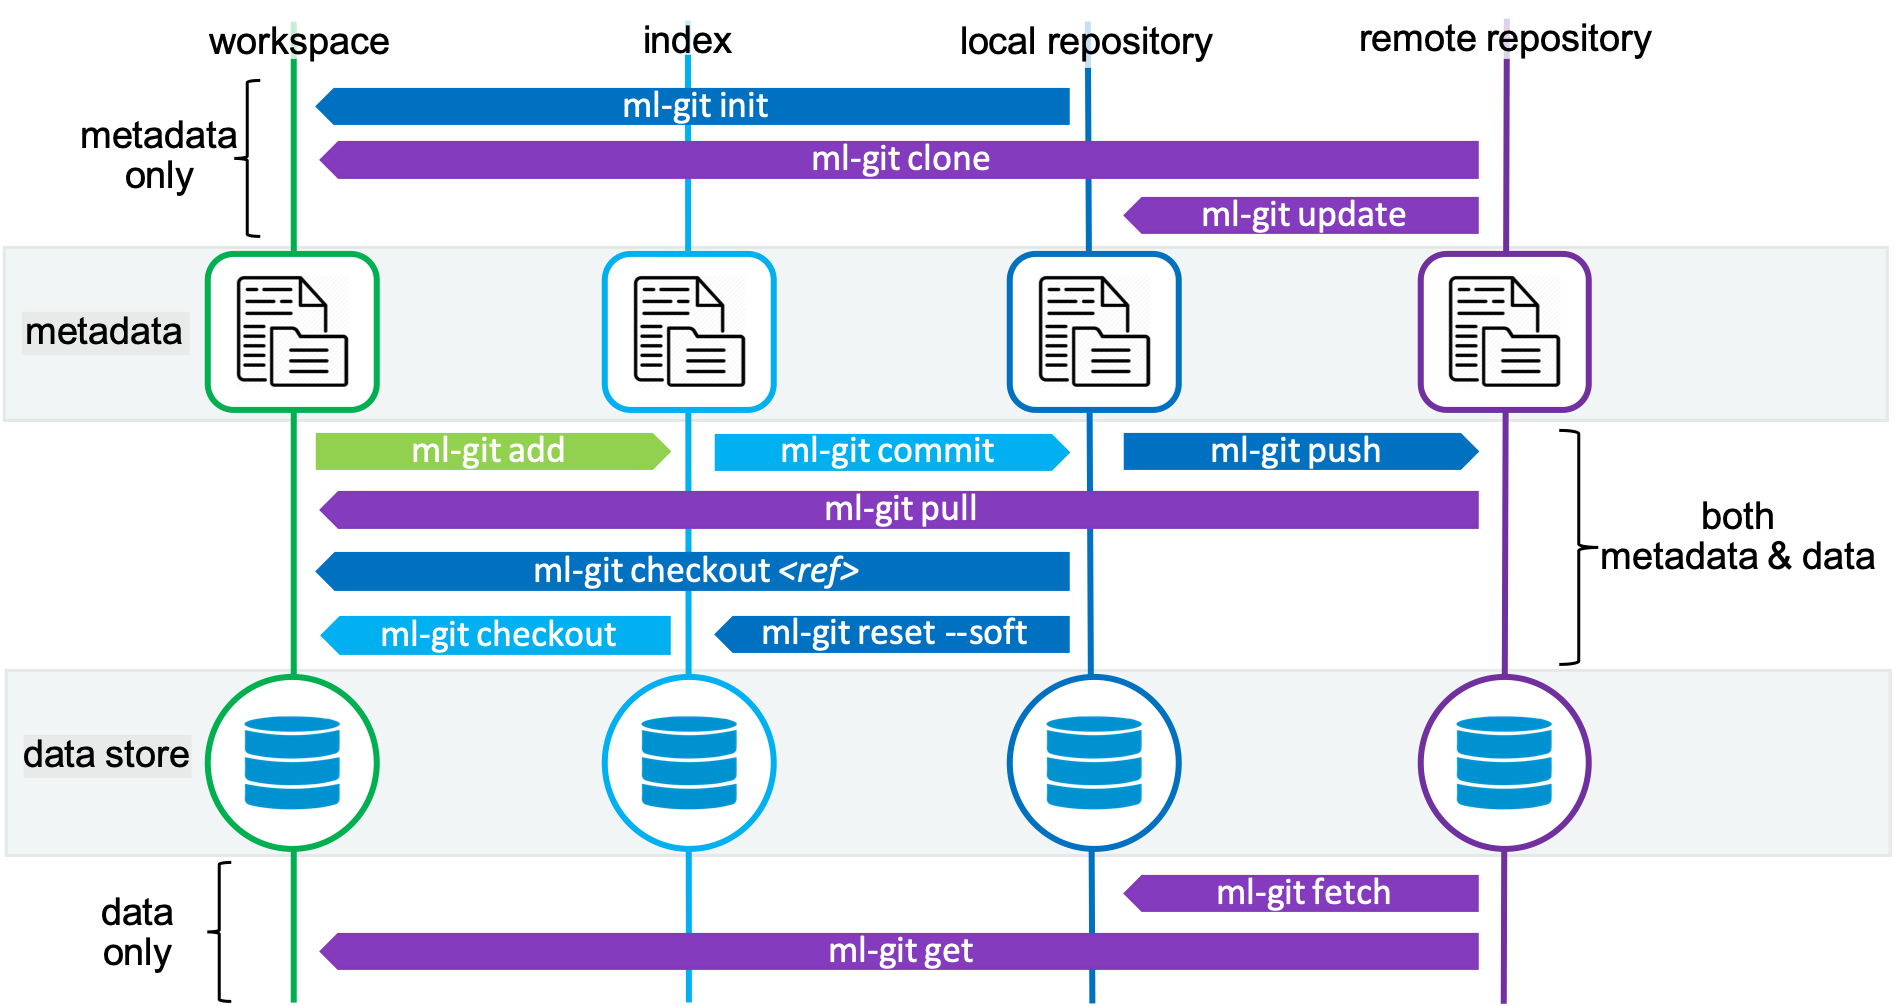 workspace
index
local repository
remote repository
metadata
only
ml-git init
ml-git clone
ml-git update
metadata
ml-git add
ml-git commit
ml-git push
ml-git pull
ml-git checkout <ref>
ml-git checkout
ml-git reset --soft
both
metadata & data
data store
data
only
ml-git fetch
ml-git get